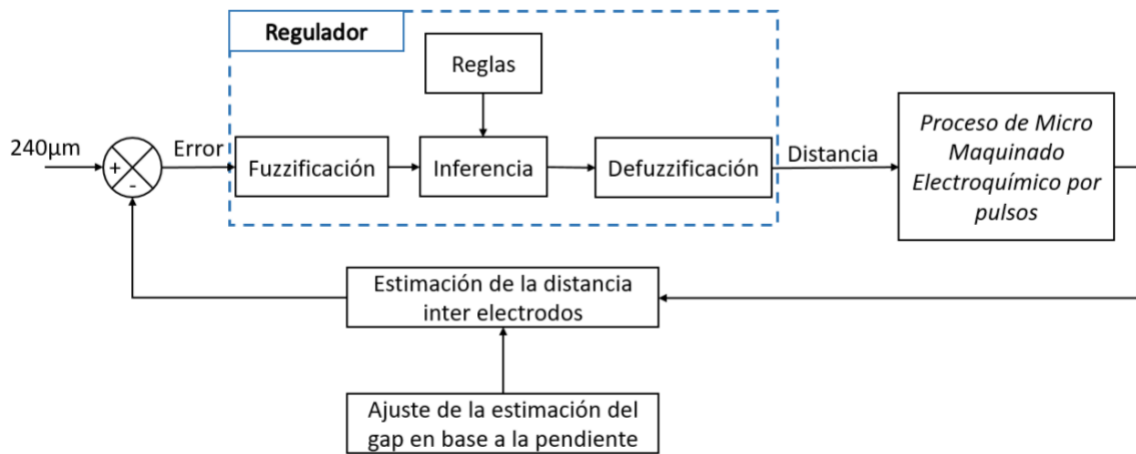 Regulador
Reglas
240µm
+
-
Error
Fuzzificación
Inferencia
Defuzzificación
Distancia
Proceso de Micro
Maquinado
Electroquímico por
pulsos
Estimación de la distancia
inter electrodos
Ajuste de la estimación del
gap en base a la pendiente